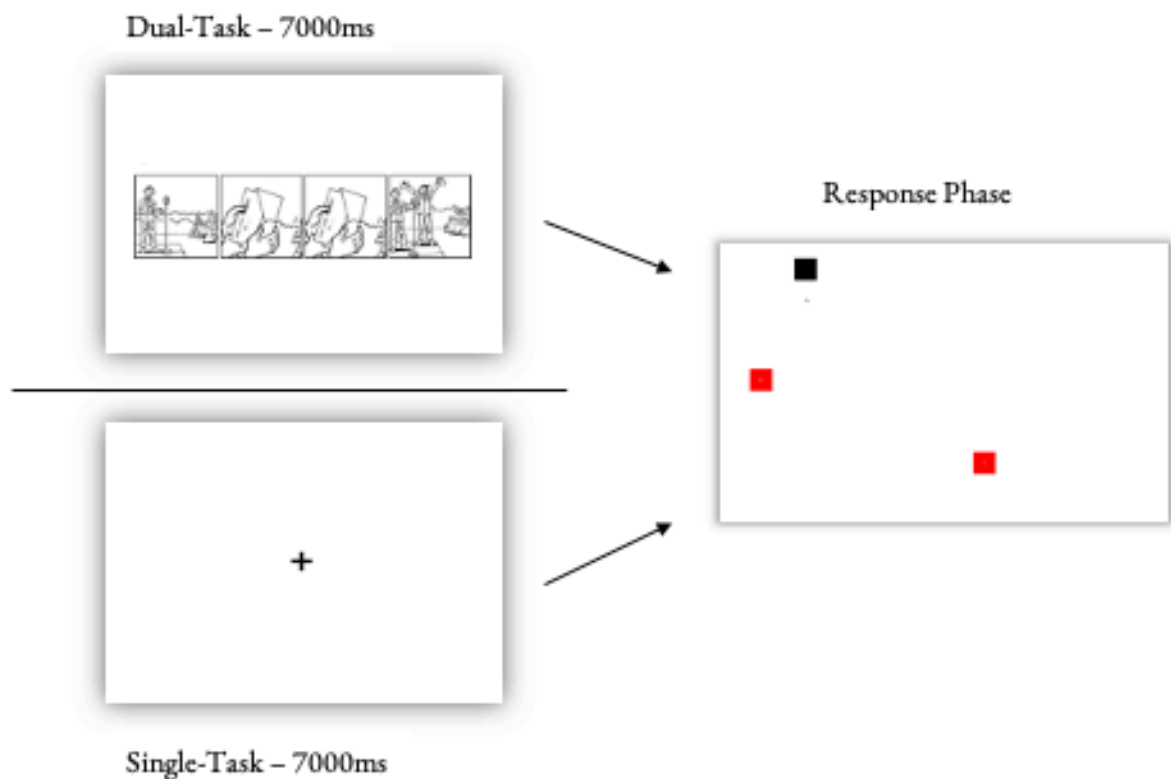 Dual-Task – 7000ms
Response Phase
Single-Task – 7000ms